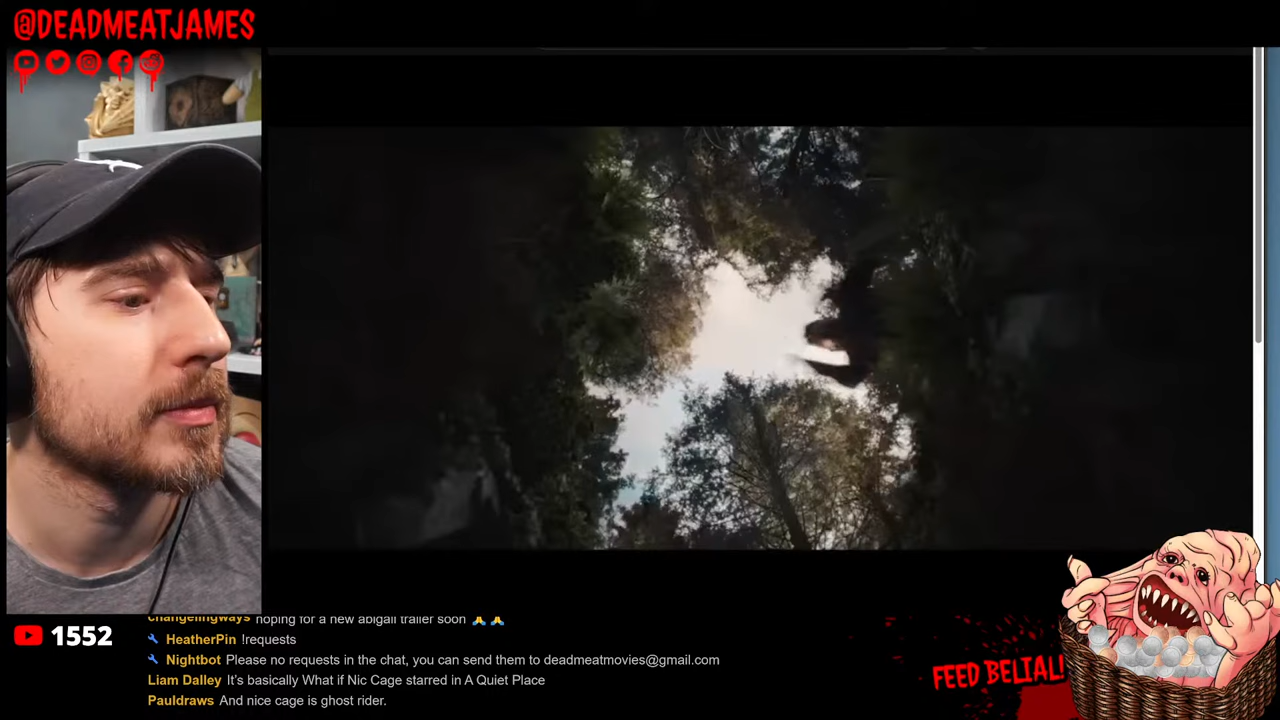 @DEADMEATJAMES
changelingways hoping for a new abigail trailer soon 🙏 🙏
1552
HeatherPin !requests
Nightbot Please no requests in the chat, you can send them to deadmeatmovies@gmail.com
Liam Dalley It's basically What if Nic Cage starred in A Quiet Place
Pauldraws And nice cage is ghost rider.
FEED BELIAL!